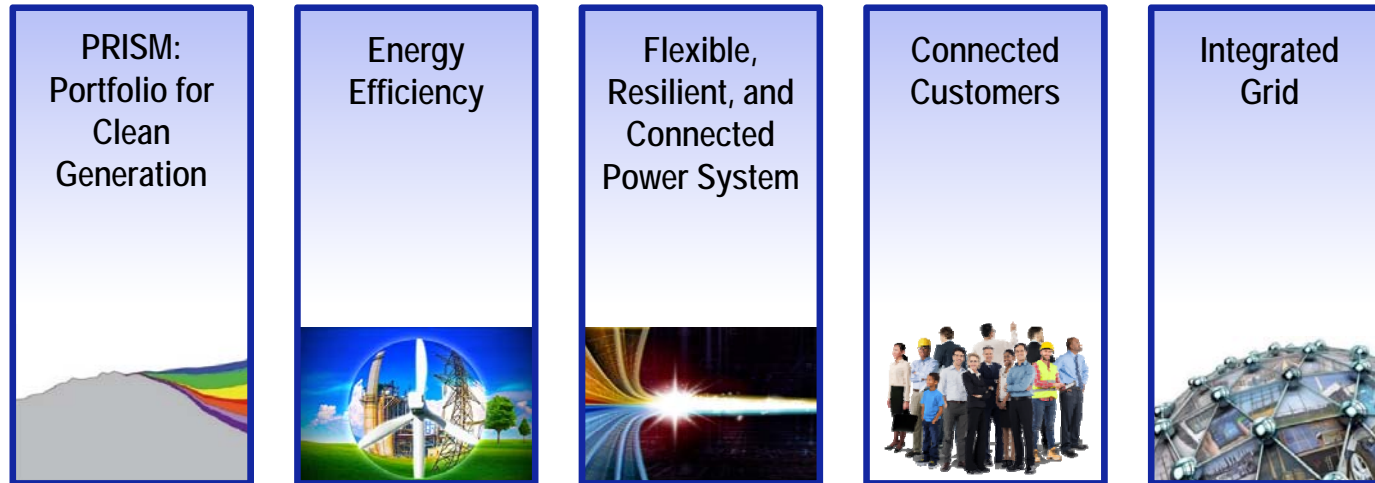 PRISM:
Portfolio for
Clean
Generation
Energy
Efficiency
Flexible,
Resilient, and
Connected
Power System
Connected
Customers
Integrated
Grid